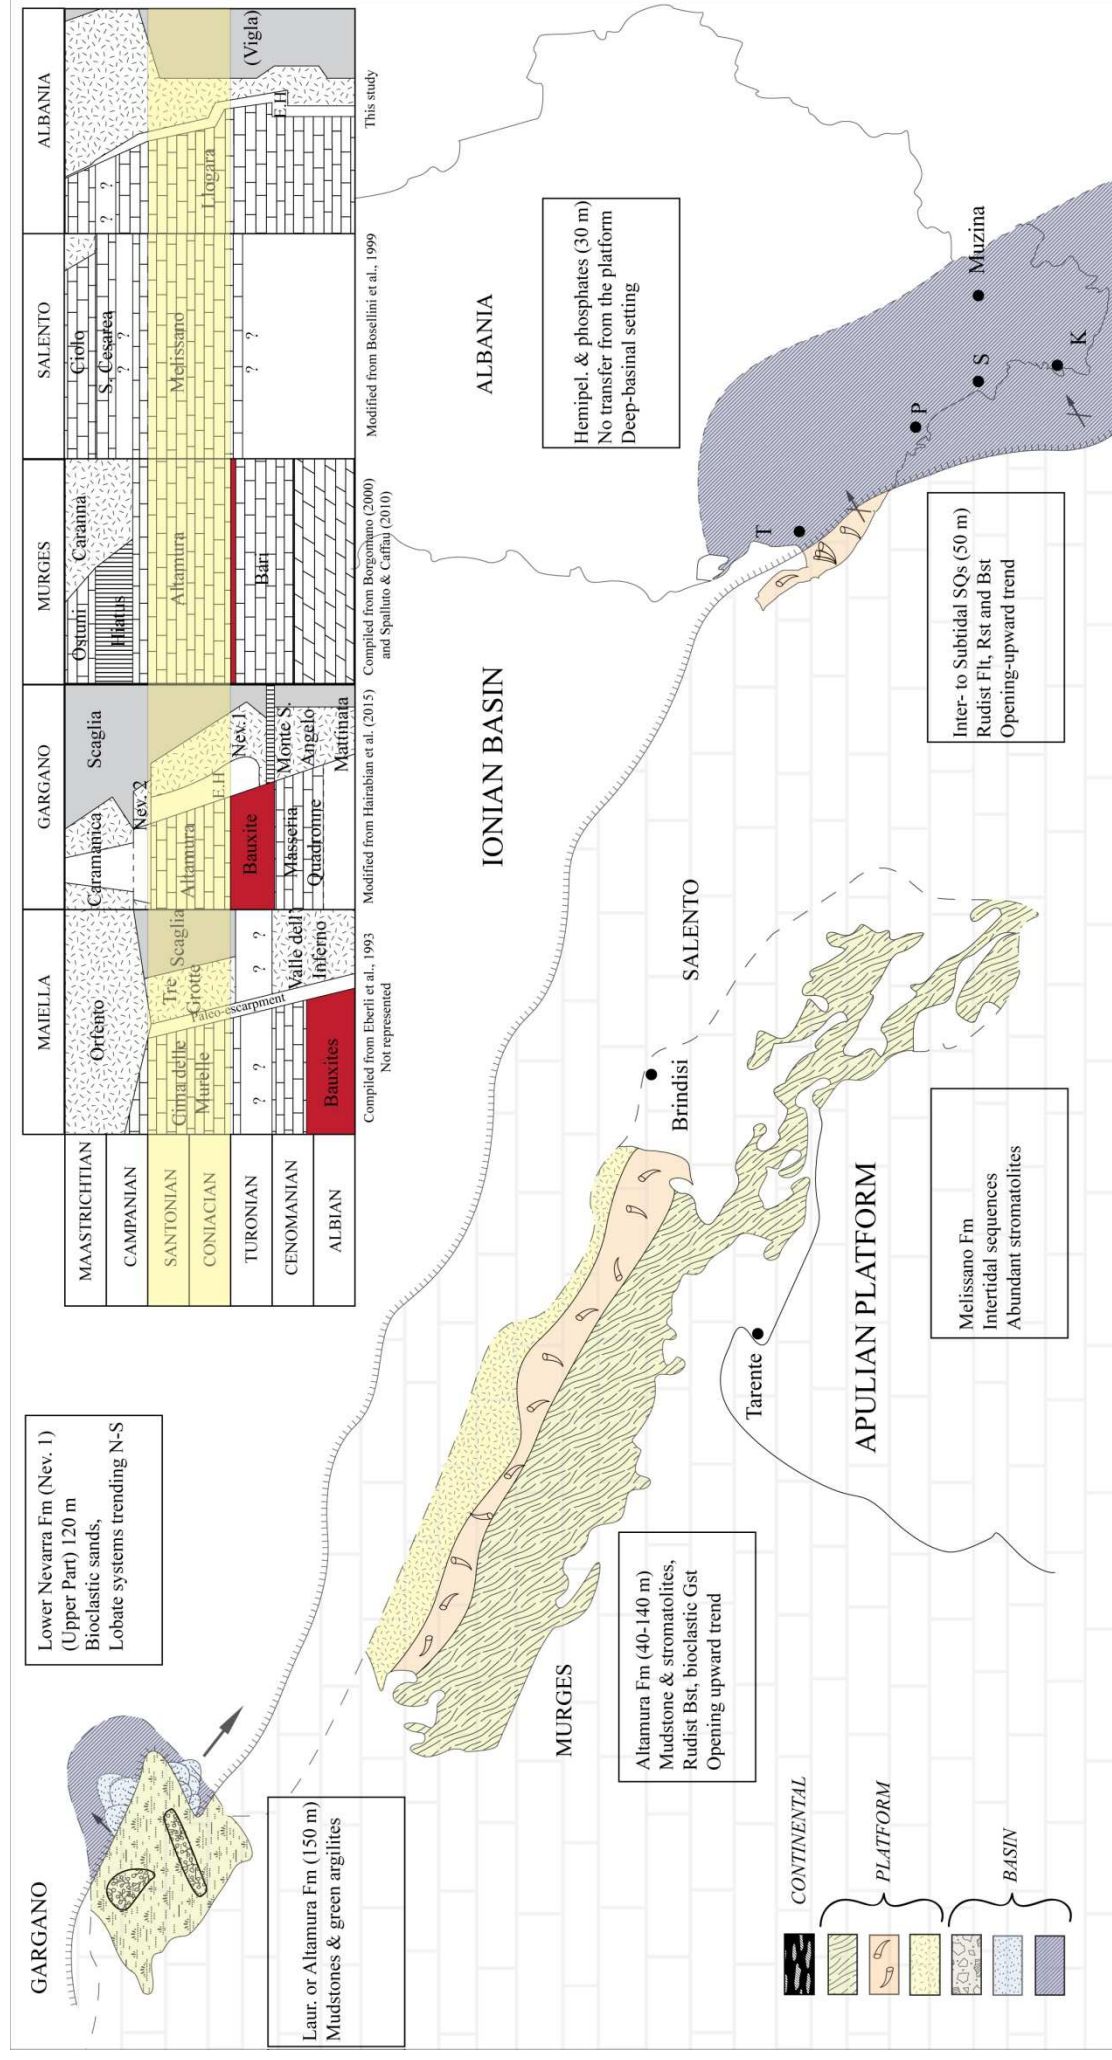 GARGANO
Lower Nevarra Fm (Nev. 1)
(Upper Part) 120 m
Bioclastic sands,
Lobate systems trending N-S
Laur. or Altamura Fm (150 m)
Mudstones & green argilites
MAIELLA
GARGANO
MURGES
SALENTO
ALBANIA
MAASTRICHTIAN
CAMPANIAN
SANTONIAN
CONIACIAN
TURONIAN
CENOMANIAN
ALBIAN
Orfento
Cima delle
Murelle
Tre
Grotte
Scaglia
Paleo-escarpment
? ?
? ?
Valle dell'
Inferno
Bauxites
Compiled from Eberli et al., 1993
Not represented
Caramanica
Scaglia
Nev. 2
Altamura
E.H
Nev.1
Bauxite
Masseria
Quadronne
Monte S.
Angelo
Mattinata
Modified from Hairabian et al. (2015)
Ostuni
Caranna
Hiatus
Altamura
Bari
Compiled from Borgomano (2000)
and Spalluto & Caffau (2010)
Ciolo
S. Cesarea
? ?
Melissano
? ?
Modified from Bosellini et al., 1999
? ?
Llogara
E.H
(Vigla)
This study
IONIAN BASIN
ALBANIA
Hemipel. & phosphates (30 m)
No transfer from the platform
Deep-basinal setting
T
P
S
Muzina
K
Inter- to Subtidal SQs (50 m)
Rudist Flt, Rst and Bst
Opening-upward trend
MURGES
Altamura Fm (40-140 m)
Mudstone & stromatolites,
Rudist Bst, bioclastic Gst
Opening upward trend
Brindisi
SALENTO
Tarente
APULIAN PLATFORM
Melissano Fm
Intertidal sequences
Abundant stromatolites
CONTINENTAL
PLATFORM
BASIN